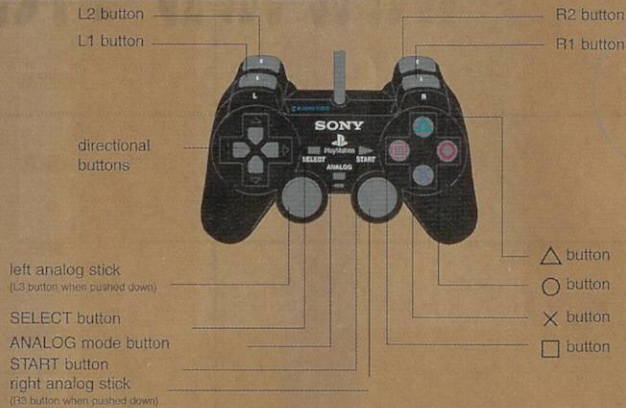 L2 button
L1 button
R2 button
R1 button
L
R
SONY
PlayStation
SELECT
START
ANALOG
directional
buttons
left analog stick
(L3 button when pushed down)
SELECT button
ANALOG mode button
START button
right analog stick
(R3 button when pushed down)
△ button
○ button
✕ button
□ button